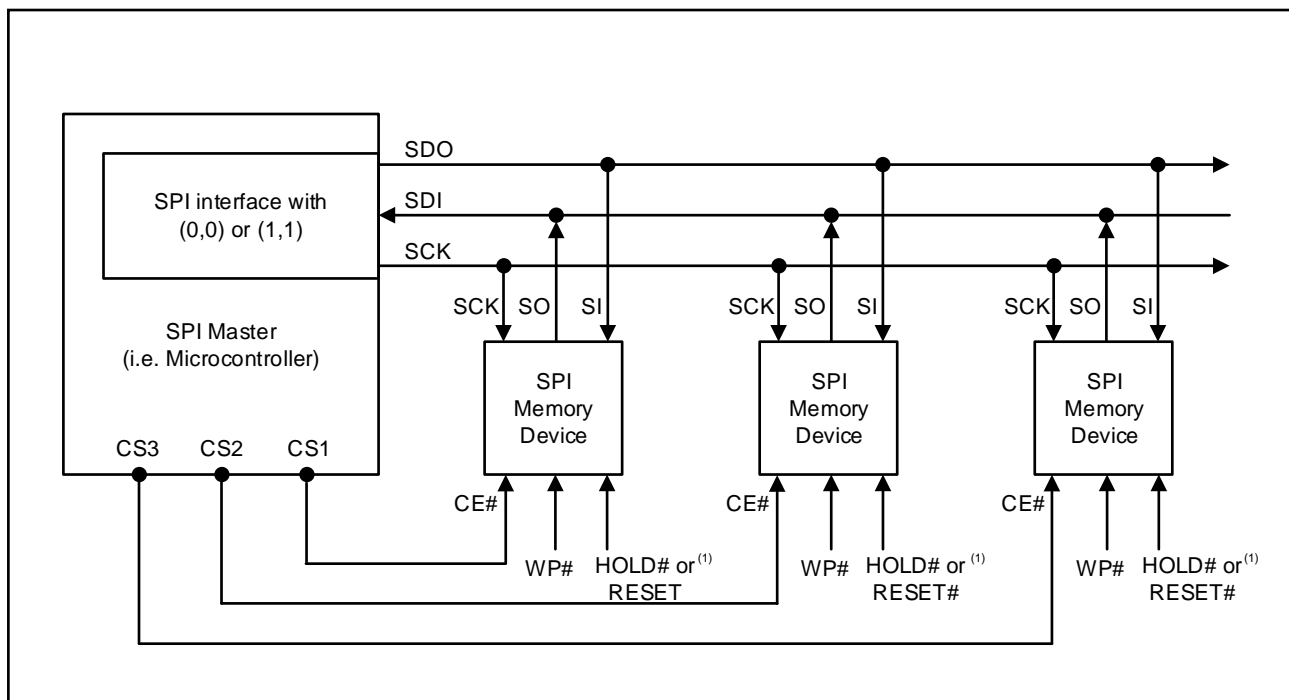 SDO
SPI interface with
(0,0) or (1,1)
SDI
SCK
SPI Master
(i.e. Microcontroller)
CS3
CS2
CS1
SCK
SO
SI
SPI
Memory
Device
CE#
WP#
HOLD# or (1)
RESET
SCK
SO
SI
SPI
Memory
Device
CE#
WP#
HOLD# or (1)
RESET#
SCK
SO
SI
SPI
Memory
Device
CE#
WP#
HOLD# or (1)
RESET#